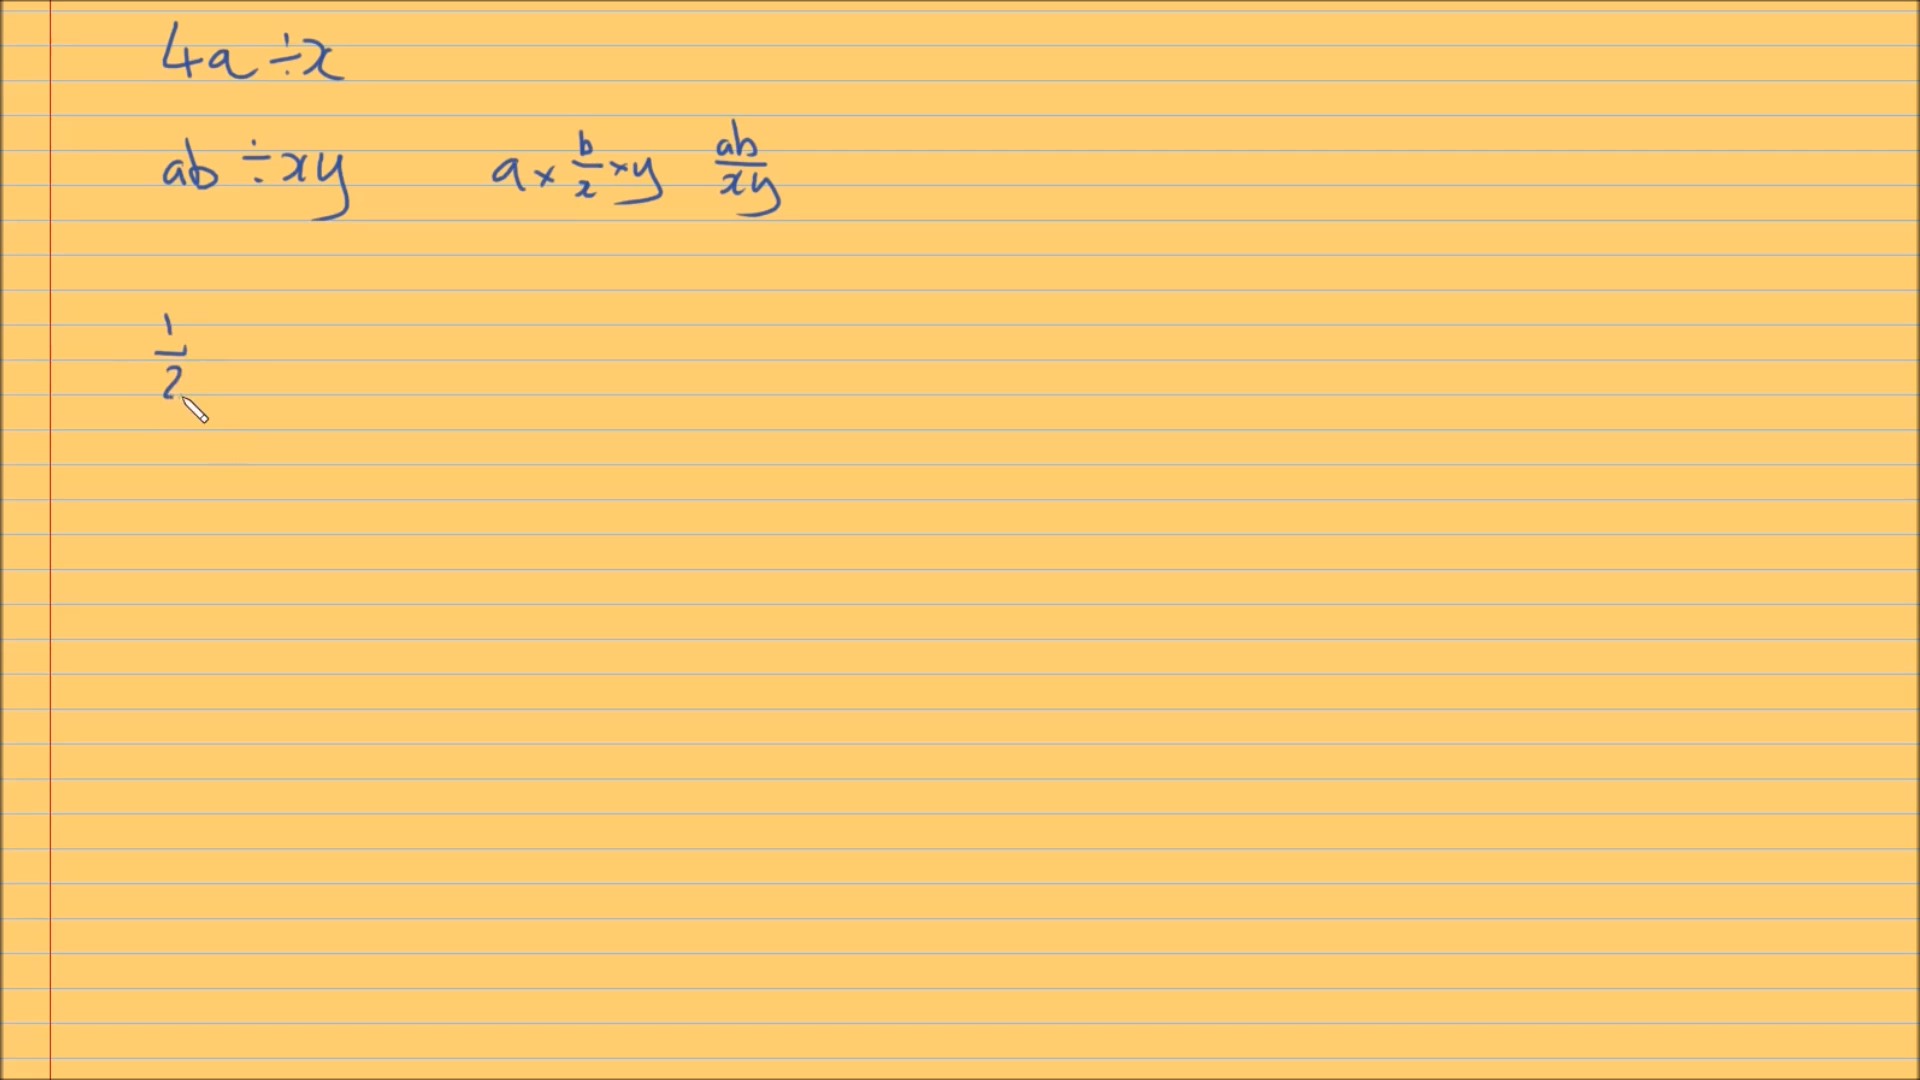 4a ÷ x
ab ÷ xy   a × b/x × y   ab/xy
1/2